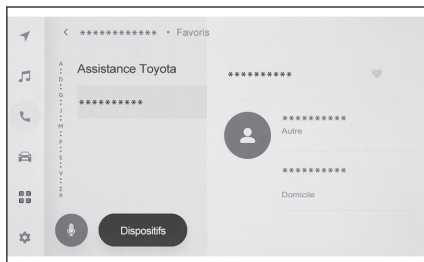 < ************ • Favoris
A
•
D
•
G
•
J
•
M
•
P
•
S
•
V
•
Z
#
Assistance Toyota
**********
**********
**********
Autre
**********
Domicile
Dispositifs